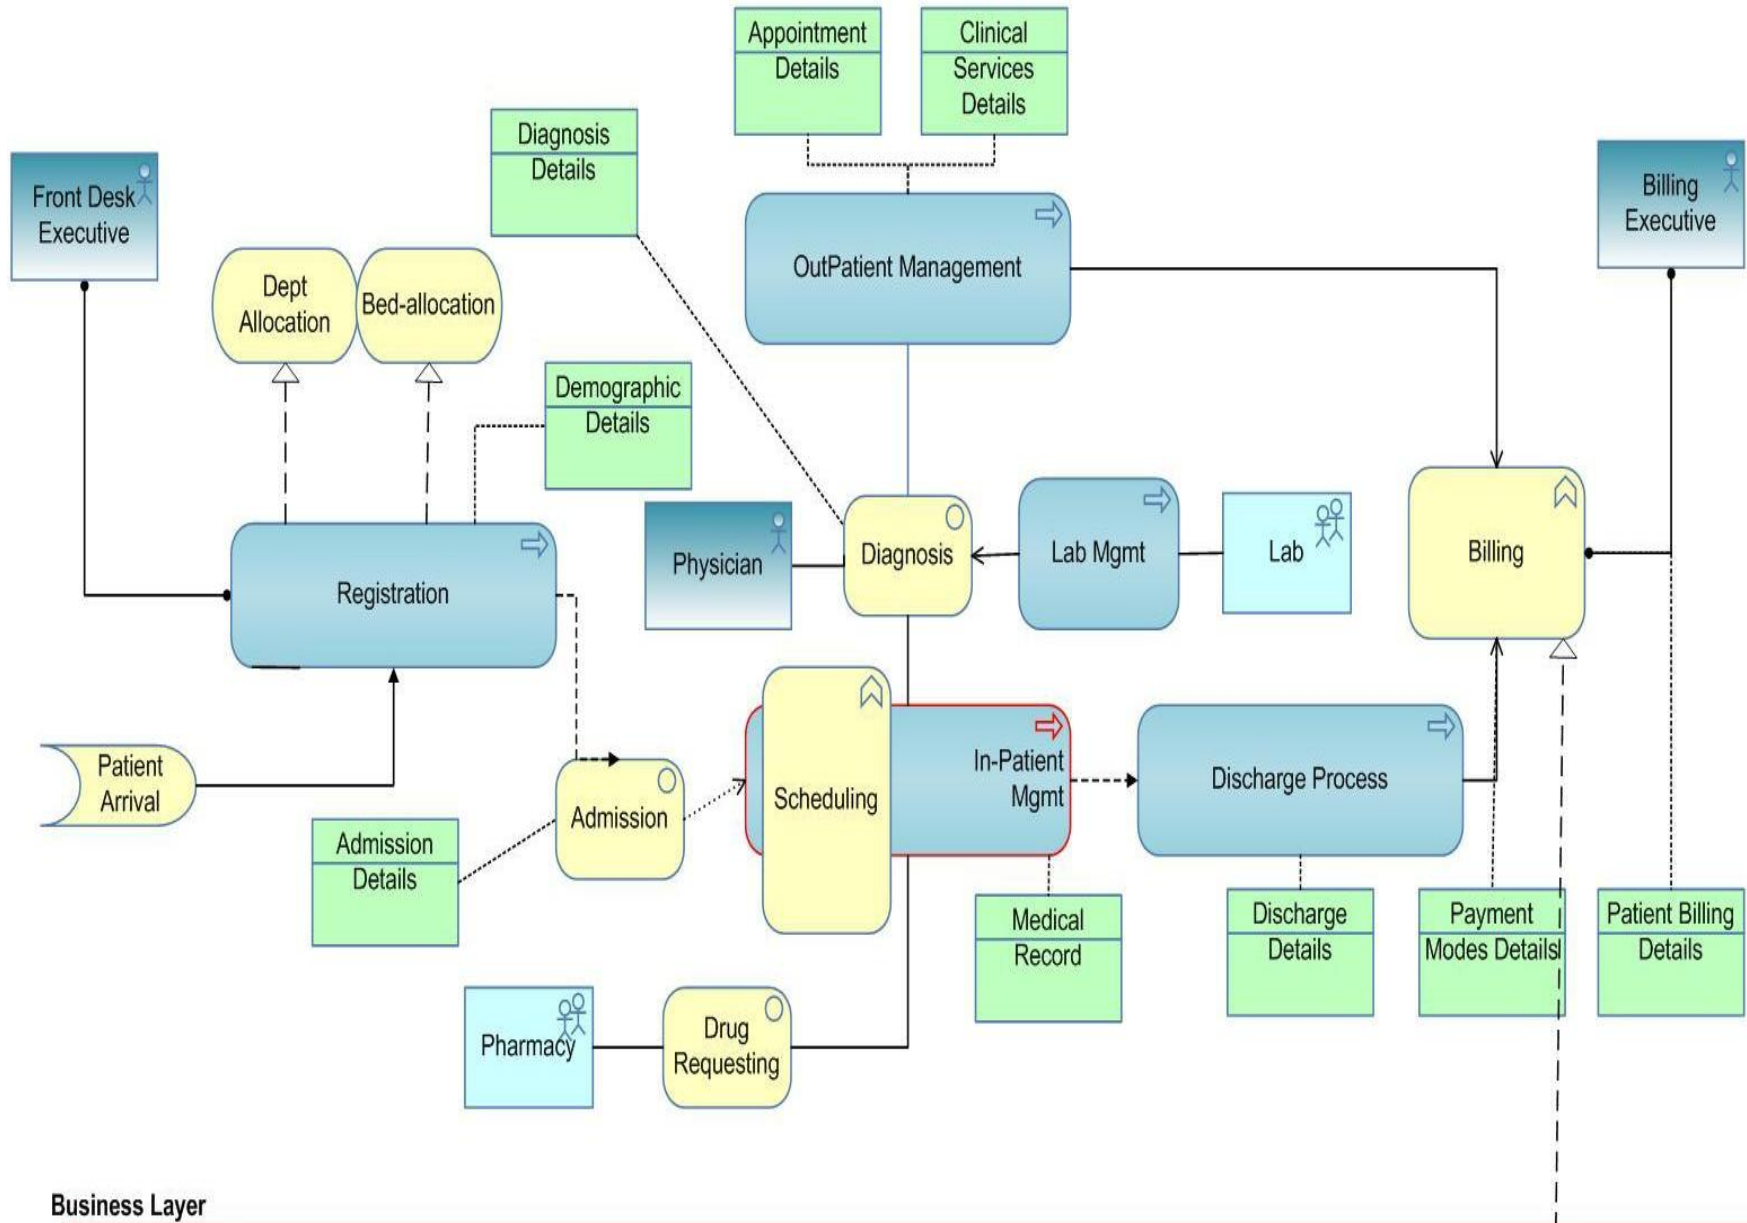 Appointment
Details
Clinical
Services
Details
Diagnosis
Details
Front Desk
Executive
Billing
Executive
OutPatient Management
Dept
Allocation
Bed-allocation
Demographic
Details
Physician
Diagnosis
Lab Mgmt
Lab
Billing
Registration
Patient
Arrival
Admission
Scheduling
In-Patient
Mgmt
Discharge Process
Admission
Details
Medical
Record
Discharge
Details
Payment
Modes Details
Patient Billing
Details
Pharmacy
Drug
Requesting
Business Layer